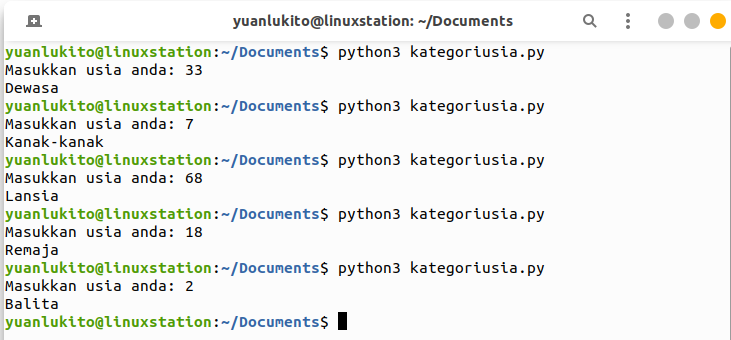 yuanlukito@linuxstation: ~/Documents
yuanlukito@linuxstation:~/Documents$ python3 kategoriusia.py
Masukkan usia anda: 33
Dewasa
yuanlukito@linuxstation:~/Documents$ python3 kategoriusia.py
Masukkan usia anda: 7
Kanak-kanak
yuanlukito@linuxstation:~/Documents$ python3 kategoriusia.py
Masukkan usia anda: 68
Lansia
yuanlukito@linuxstation:~/Documents$ python3 kategoriusia.py
Masukkan usia anda: 18
Remaja
yuanlukito@linuxstation:~/Documents$ python3 kategoriusia.py
Masukkan usia anda: 2
Balita
yuanlukito@linuxstation:~/Documents$